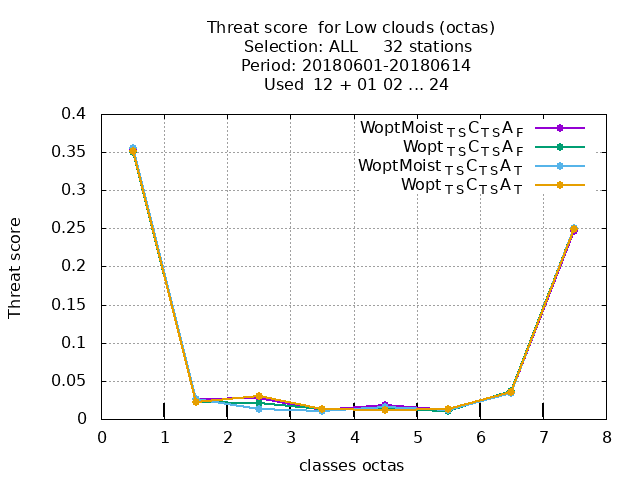 Threat score  for Low clouds (octas)
Selection: ALL     32 stations
Period: 20180601-20180614
Used  12 + 01 02 ... 24
WoptMoist TS CTS AF
Wopt TS CTS AF
WoptMoist TS CTS AT
Wopt TS CTS AT
0.4
0.35
0.3
0.25
0.2
0.15
0.1
0.05
0
Threat score
0 1 2 3 4 5 6 7 8
classes octas